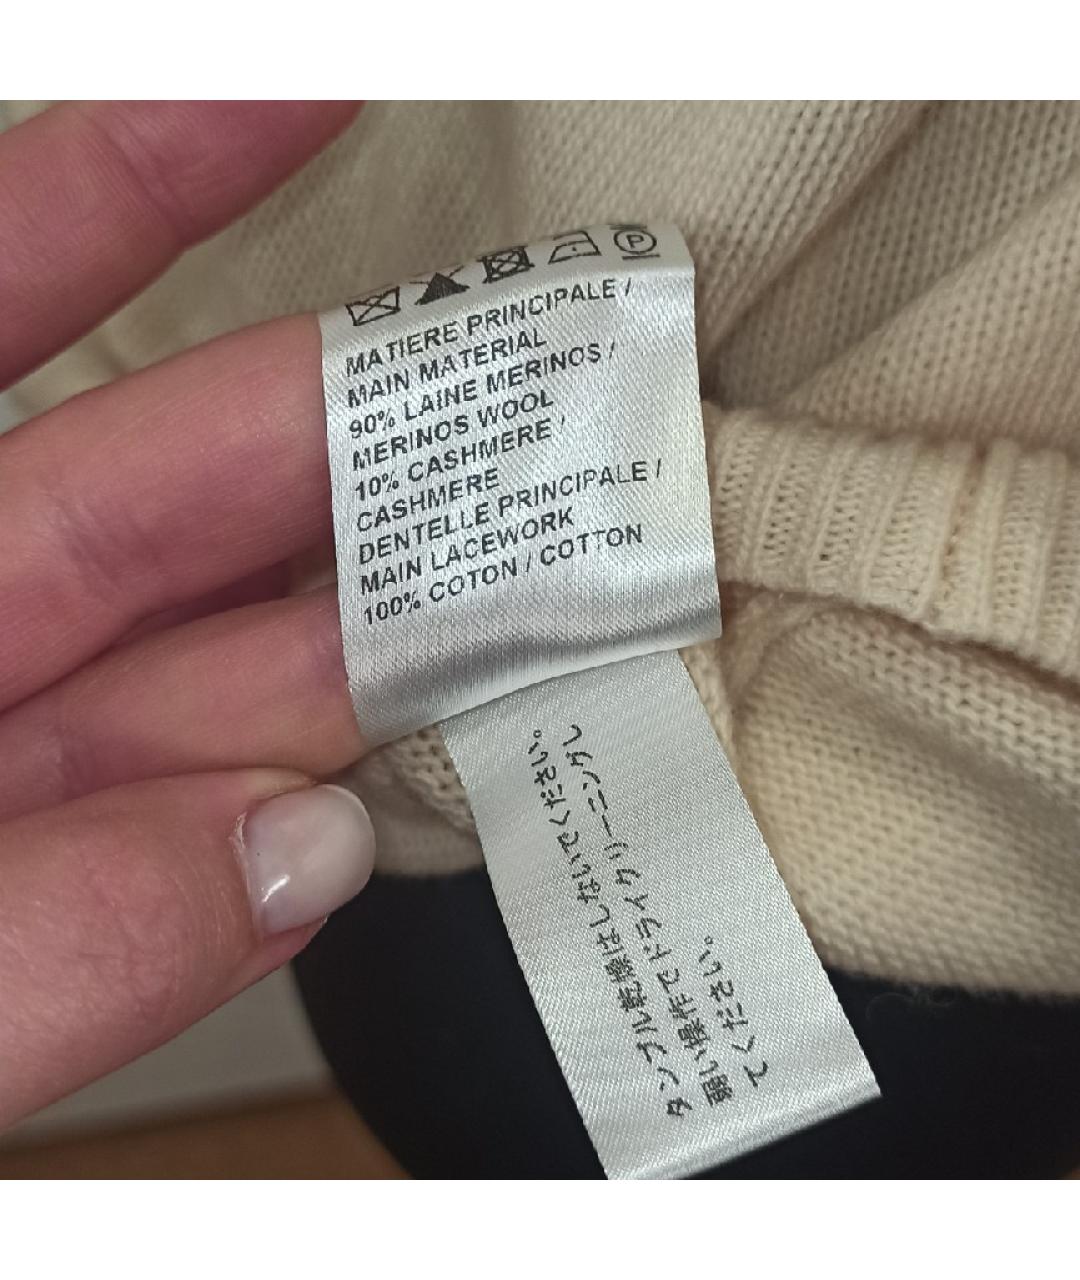 P
MATIERE PRINCIPALE /
MAIN MATERIAL
90% LAINE MERINOS /
MERINOS WOOL
10% CASHMERE /
CASHMERE
DENTELLE PRINCIPALE /
MAIN LACEWORK
100% COTON / COTTON
タンブル乾燥はしないでください。
弱い操作でドライクリーニングし
てください。